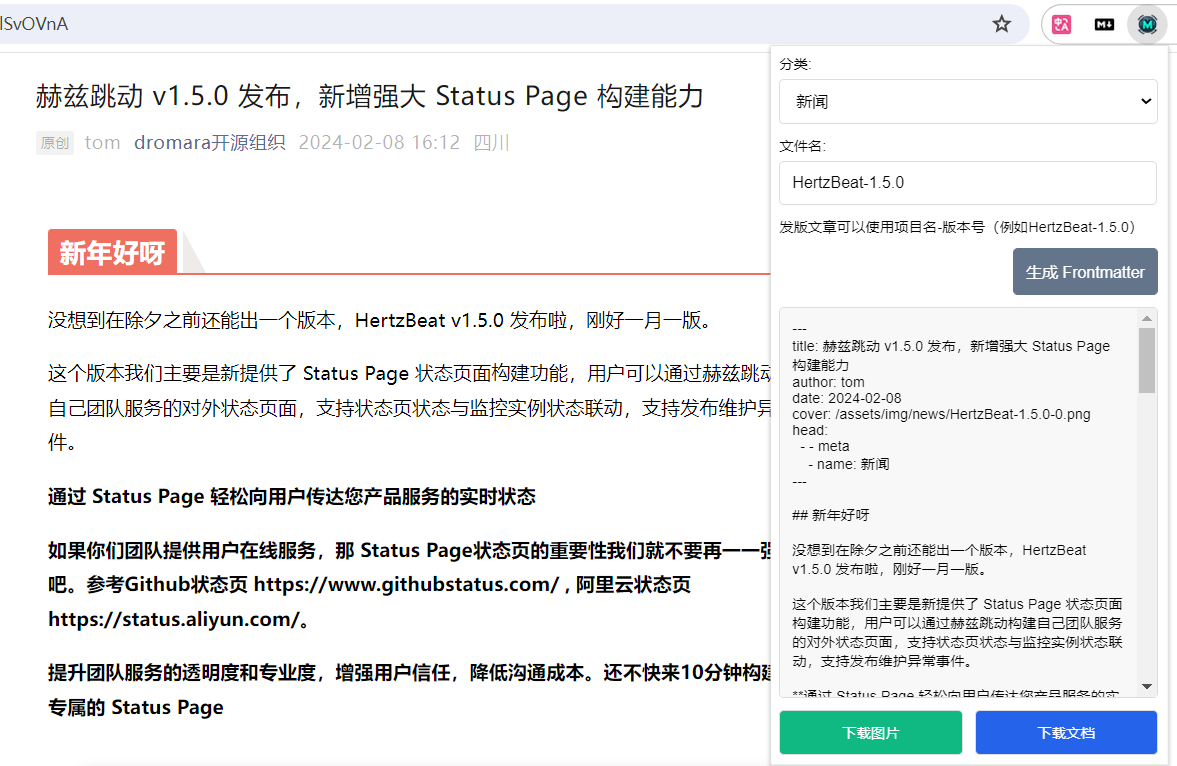 ISvOVnA
中A
M↓
M
赫兹跳动 v1.5.0 发布，新增强大 Status Page 构建能力
原创 tom dromara开源组织 2024-02-08 16:12 四川
新年好呀
没想到在除夕之前还能出一个版本，HertzBeat v1.5.0 发布啦，刚好一月一版。
这个版本我们主要是新提供了 Status Page 状态页面构建功能，用户可以通过赫兹跳动
自己团队服务的对外状态页面，支持状态页状态与监控实例状态联动，支持发布维护异
件。
通过 Status Page 轻松向用户传达您产品服务的实时状态
如果你们团队提供用户在线服务，那 Status Page状态页的重要性我们就不要再一一强
吧。参考Github状态页 https://www.githubstatus.com/ , 阿里云状态页
https://status.aliyun.com/。
提升团队服务的透明度和专业度，增强用户信任，降低沟通成本。还不快来10分钟构建
专属的 Status Page
分类:
新闻
文件名:
HertzBeat-1.5.0
发版文章可以使用项目名-版本号（例如HertzBeat-1.5.0）
生成 Frontmatter
---
title: 赫兹跳动 v1.5.0 发布，新增强大 Status Page
构建能力
author: tom
date: 2024-02-08
cover: /assets/img/news/HertzBeat-1.5.0-0.png
head:
- - meta
- name: 新闻
---
## 新年好呀
没想到在除夕之前还能出一个版本，HertzBeat
v1.5.0 发布啦，刚好一月一版。
这个版本我们主要是新提供了 Status Page 状态页面
构建功能，用户可以通过赫兹跳动构建自己团队服务
的对外状态页面，支持状态页状态与监控实例状态联
动，支持发布维护异常事件。
**通过 Status Page 轻松向用户传达您产品服务的实
下载图片
下载文档